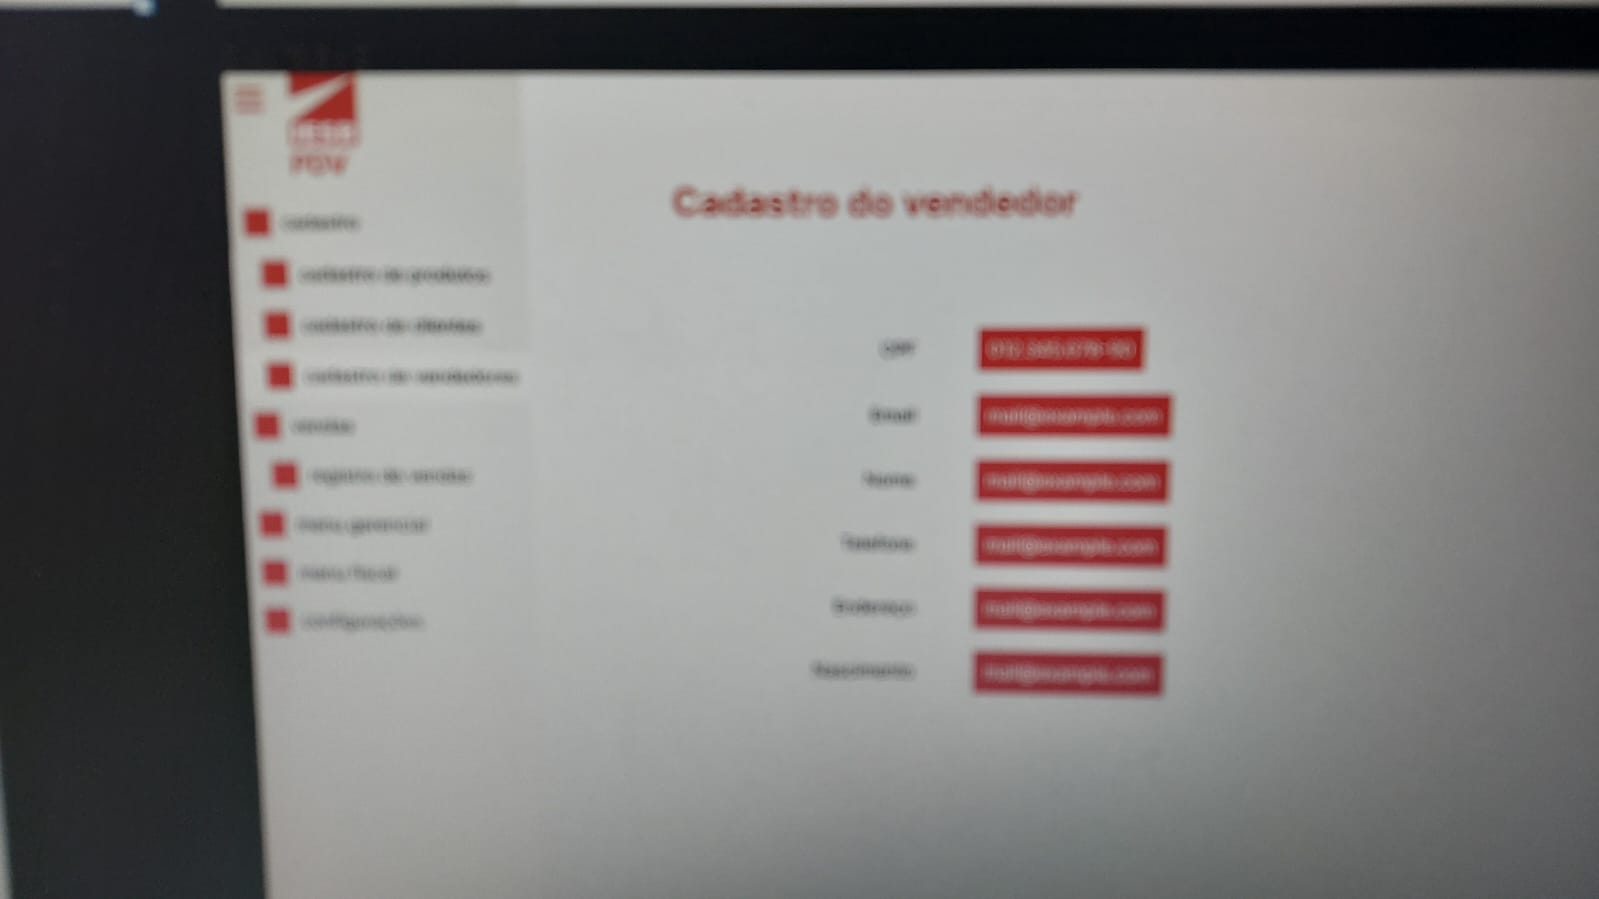 IESB
PDV
Cadastro do vendedor
cadastro
cadastro de produtos
cadastro de clientes
cadastro de vendedores
vendas
registro de vendas
menu gerencial
menu fiscal
configurações
CPF
Email mail@example.com
Nome mail@example.com
Telefone mail@example.com
Endereço mail@example.com
Nascimento mail@example.com